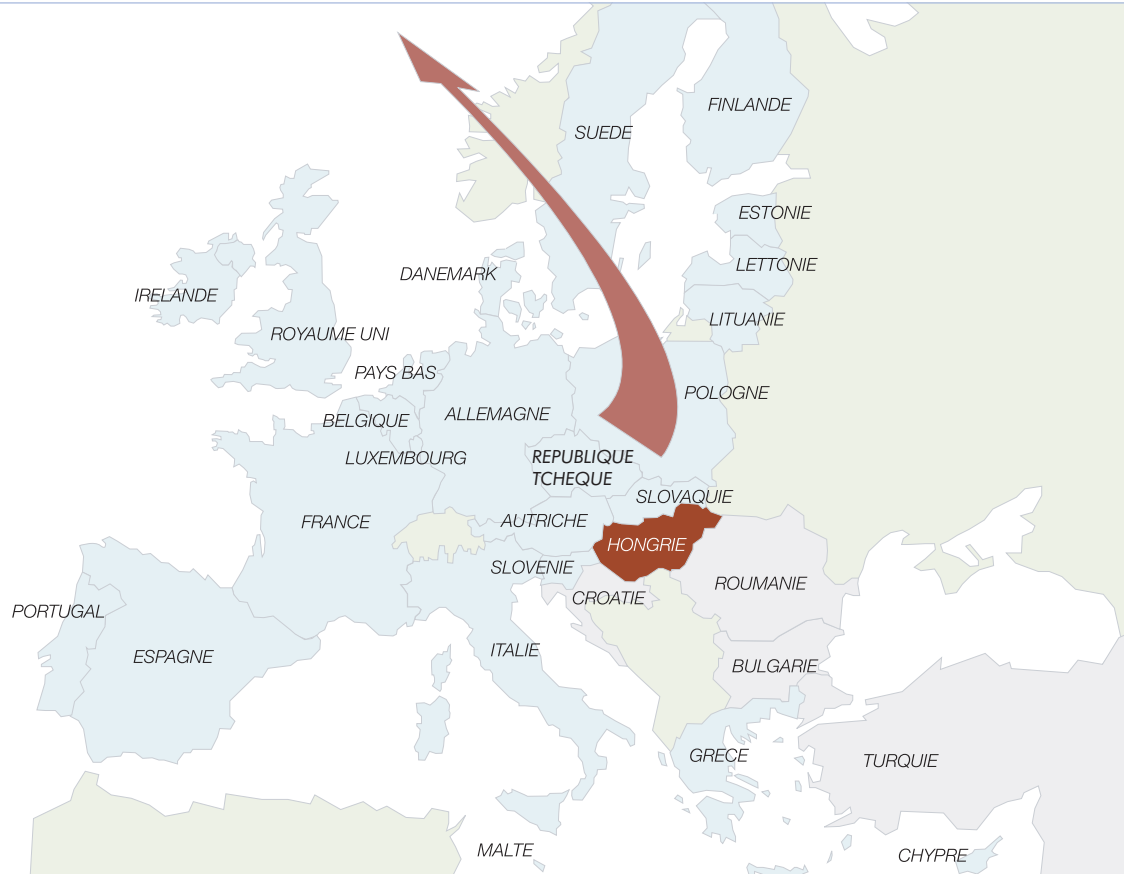 FINLANDE
SUEDE
ESTONIE
LETTONIE
DANEMARK
IRELANDE
LITUANIE
ROYAUME UNI
PAYS BAS
POLOGNE
ALLEMAGNE
BELGIQUE
LUXEMBOURG
REPUBLIQUE
TCHEQUE
SLOVAQUIE
FRANCE
AUTRICHE
HONGRIE
SLOVENIE
ROUMANIE
CROATIE
PORTUGAL
ITALIE
ESPAGNE
BULGARIE
GRECE
TURQUIE
MALTE
CHYPRE